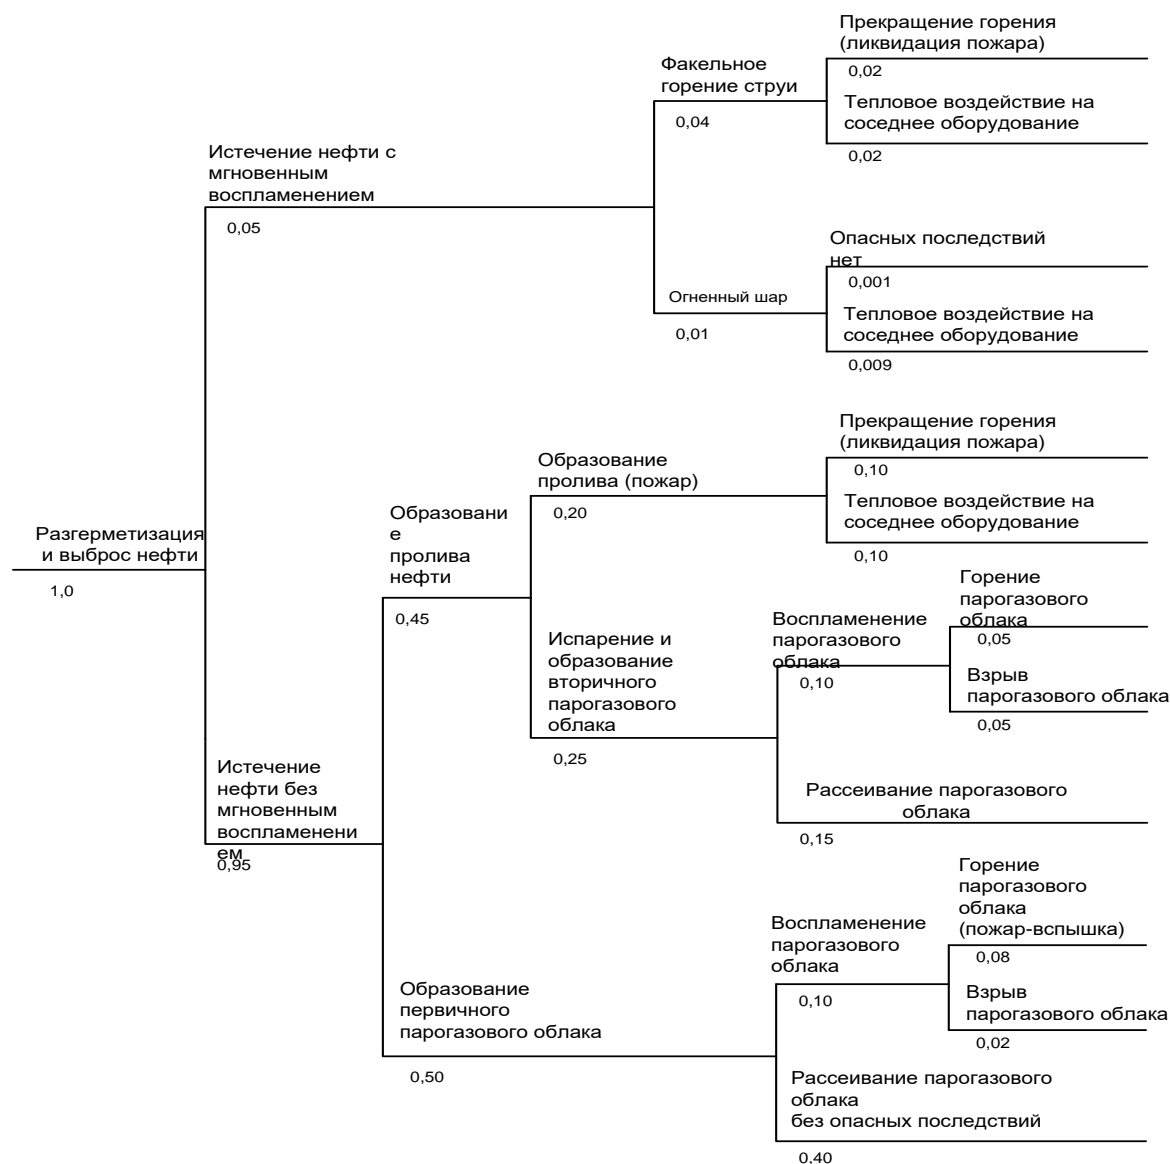 Прекращение горения
(ликвидация пожара)
0,02
Факельное
горение струи
0,04
Тепловое воздействие на
соседнее оборудование
0,02
Истечение нефти с
мгновенным
воспламенением
0,05
Опасных последствий
нет
0,001
Огненный шар
0,01
Тепловое воздействие на
соседнее оборудование
0,009
Прекращение горения
(ликвидация пожара)
0,10
Образование
пролива (пожар)
0,20
Тепловое воздействие на
соседнее оборудование
0,10
Разгерметизация
и выброс нефти
1,0
Образовани
е
пролива
нефти
0,45
Горение
парогазового
облака
0,05
Воспламенение
парогазового
облака
0,10
Взрыв
парогазового облака
0,05
Испарение и
образование
вторичного
парогазового
облака
0,25
Рассеивание парогазового
облака
0,15
Истечение
нефти без
мгновенным
воспламенени
ем
0,95
Горение
парогазового
облака
(пожар-вспышка)
0,08
Воспламенение
парогазового
облака
0,10
Взрыв
парогазового облака
0,02
Образование
первичного
парогазового облака
0,50
Рассеивание парогазового
облака
без опасных последствий
0,40